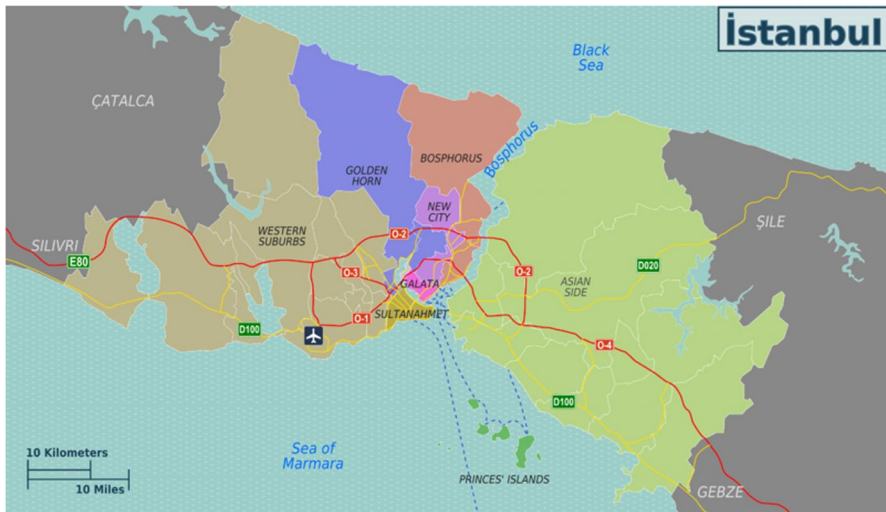 İstanbul
Black
Sea
ÇATALCA
Bosphorus
BOSPHORUS
GOLDEN
HORN
NEW
CITY
ŞILE
WESTERN
SUBURBS
O-2
SILIVRI
E80
O-3
O-2
D020
ASIAN
SIDE
GALATA
SULTANAHMET
O-1
D100
O-4
D100
Sea of
Marmara
10 Kilometers
10 Miles
PRINCES' ISLANDS
GEBZE